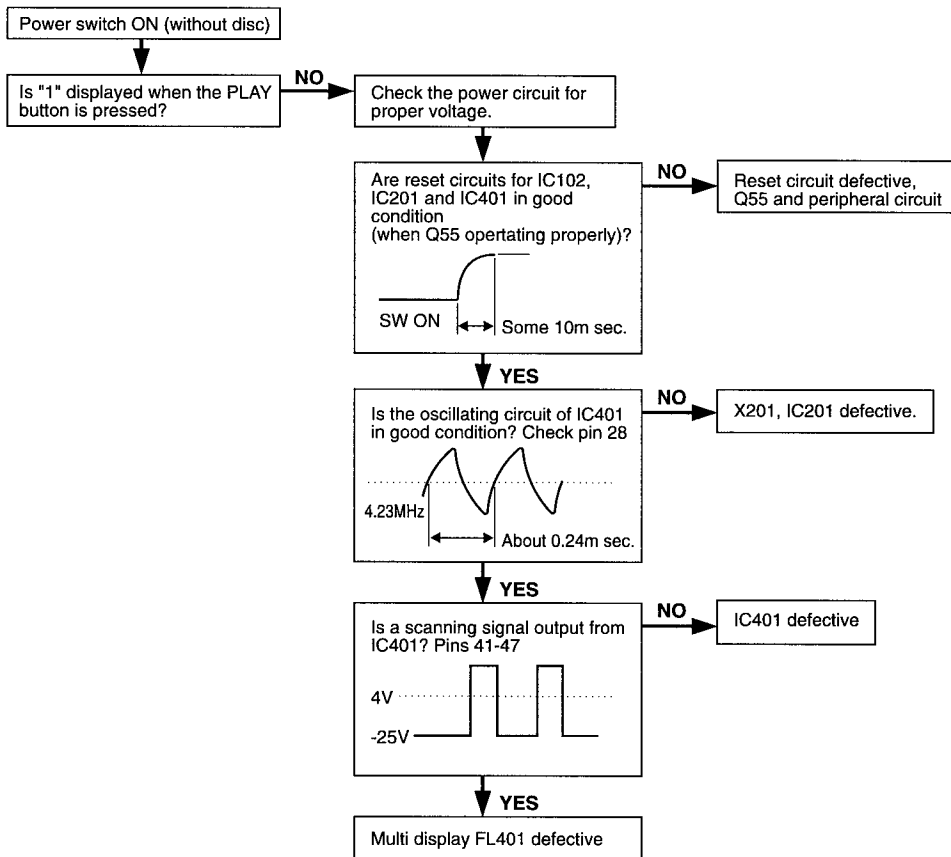 Power switch ON (without disc)
Is "1" displayed when the PLAY
button is pressed?
NO
Check the power circuit for
proper voltage.
Are reset circuits for IC102,
IC201 and IC401 in good
condition
(when Q55 opertating properly)?
SW ON
Some 10m sec.
NO
Reset circuit defective,
Q55 and peripheral circuit
YES
Is the oscillating circuit of IC401
in good condition? Check pin 28
4.23MHz
About 0.24m sec.
NO
X201, IC201 defective.
YES
Is a scanning signal output from
IC401? Pins 41-47
4V
-25V
NO
IC401 defective
YES
Multi display FL401 defective